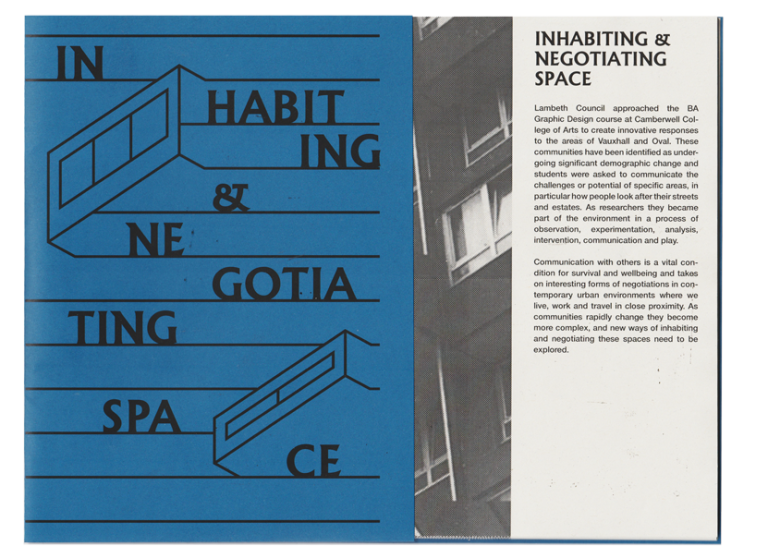 IN
HABIT
ING
&
NE
GOTIA
TING
SPA
CE
INHABITING &
NEGOTIATING
SPACE
Lambeth Council approached the BA
Graphic Design course at Camberwell Col-
lege of Arts to create innovative responses
to the areas of Vauxhall and Oval. These
communities have been identified as under-
going significant demographic change and
students were asked to communicate the
challenges or potential of specific areas, in
particular how people look after their streets
and estates. As researchers they became
part of the environment in a process of
observation, experimentation, analysis,
intervention, communication and play.
Communication with others is a vital con-
dition for survival and wellbeing and takes
on interesting forms of negotiations in con-
temporary urban environments where we
live, work and travel in close proximity. As
communities rapidly change they become
more complex, and new ways of inhabiting
and negotiating these spaces need to be
explored.